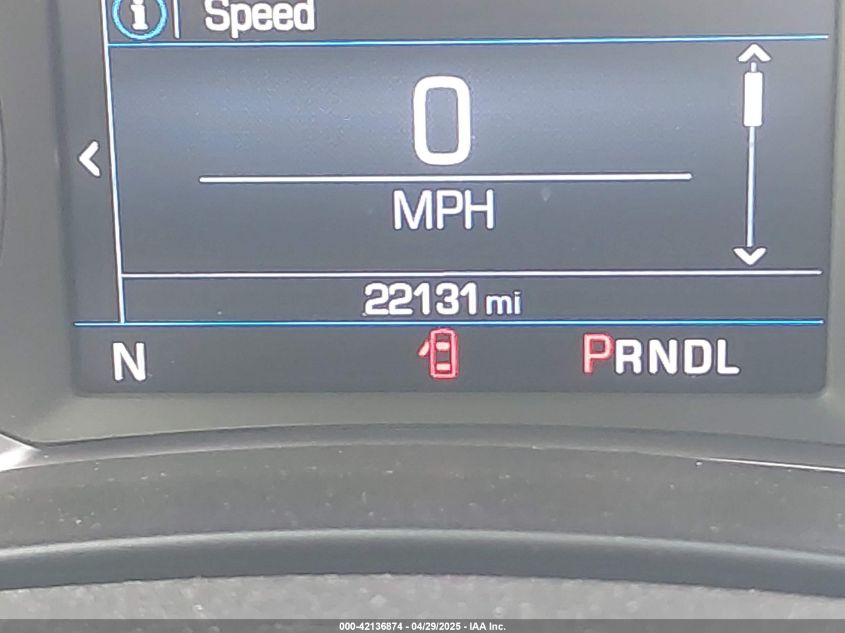 i Speed
0
MPH
22131 mi
N PRNDL
000-42136874 - 04/29/2025 - IAA Inc.